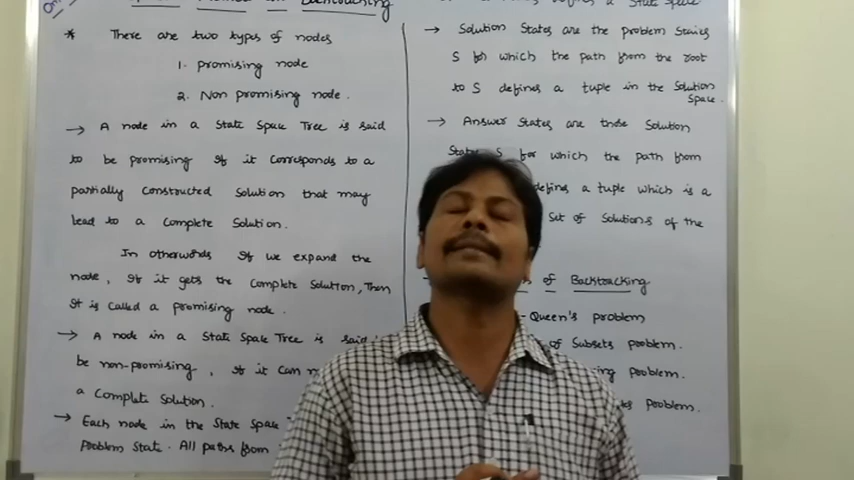 Backtracking
* There are two types of nodes
1. promising node
2. Non promising node.
→ A node in a State Space Tree is said
to be promising if it corresponds to a
partially constructed solution that may
lead to a complete solution.
In otherwords if we expand the
node, if it gets the complete solution, Then
it is called a promising node.
→ A node in a State Space Tree is said
be non-promising, if it can
a complete solution.
→ Each node in the State Space
problem State. All paths from
defines a State Space
→ Solution States are the problem States
S for which the path from the root
to S defines a tuple in the Solution
Space.
→ Answer States are those Solution
States S for which the path from
defines a tuple which is a
Set of Solutions of the
of Backtracking
-Queen's problem
of Subsets problem.
problem.
problem.